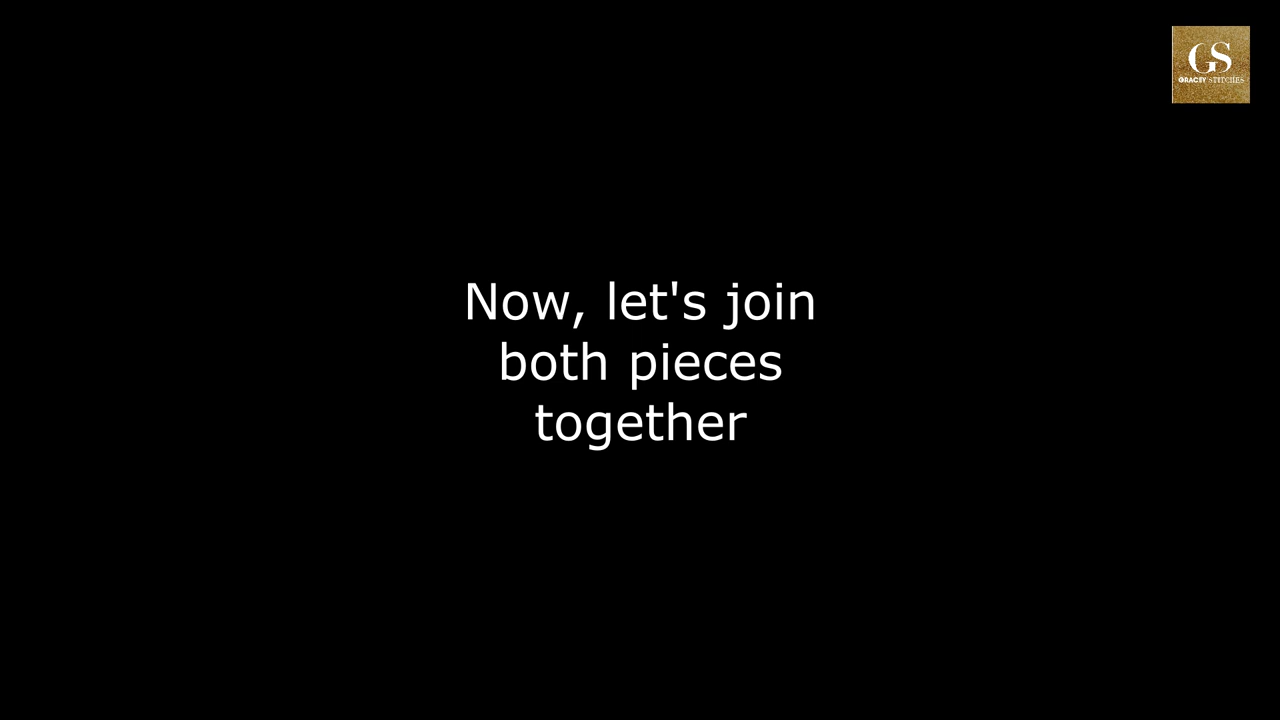 GS
GRACEY STITCHES
Now, let's join
both pieces
together